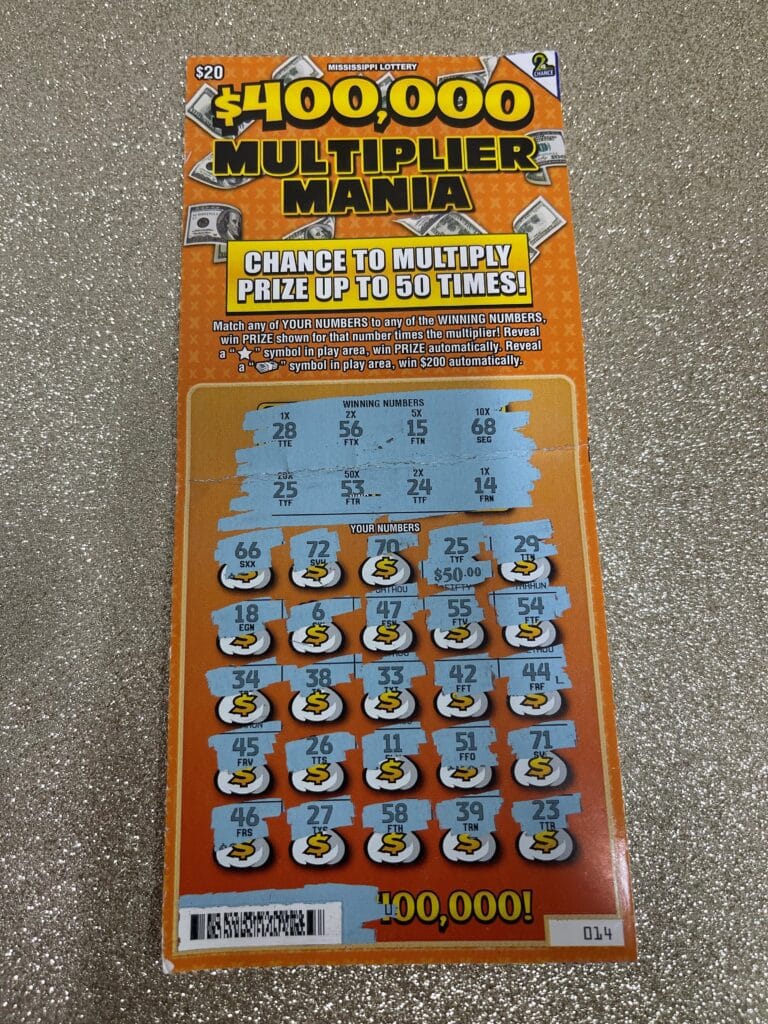 $20
MISSISSIPPI LOTTERY
2nd CHANCE
$400,000
MULTIPLIER
MANIA
CHANCE TO MULTIPLY
PRIZE UP TO 50 TIMES!
Match any of YOUR NUMBERS to any of the WINNING NUMBERS,
win PRIZE shown for that number times the multiplier! Reveal
a "☆" symbol in play area, win PRIZE automatically. Reveal
a " " symbol in play area, win $200 automatically.
WINNING NUMBERS
1X 2X 5X 10X
28 56 15 68
TTE FTX FTN SEG
20X 50X 2X 1X
25 53 24 14
TYF FTR TTF FRN
YOUR NUMBERS
66 72 70 25 29
SXX TYF
$50.00
18 6 47 55 54
EGN FTV FTF
34 38 33 42 44
FFT FRF
45 26 11 51 71
FRV TTS FFO
46 27 58 39 23
FRS FTH TRN TTR
00,000!
014